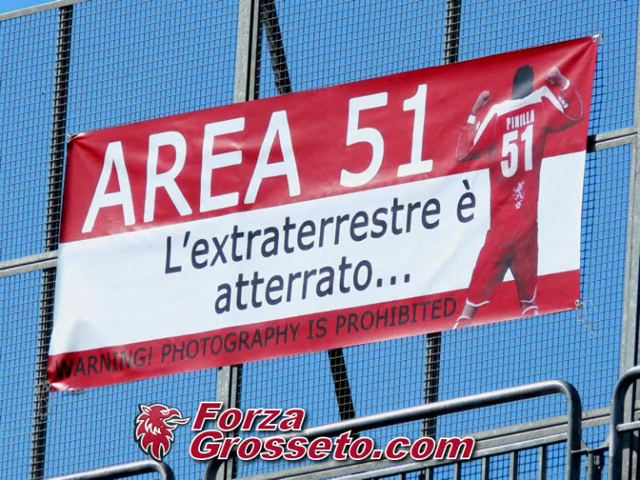 AREA 51
PINILLA
51
L'extraterrestre è
atterrato...
WARNING! PHOTOGRAPHY IS PROHIBITED
Forza
Grosseto.com